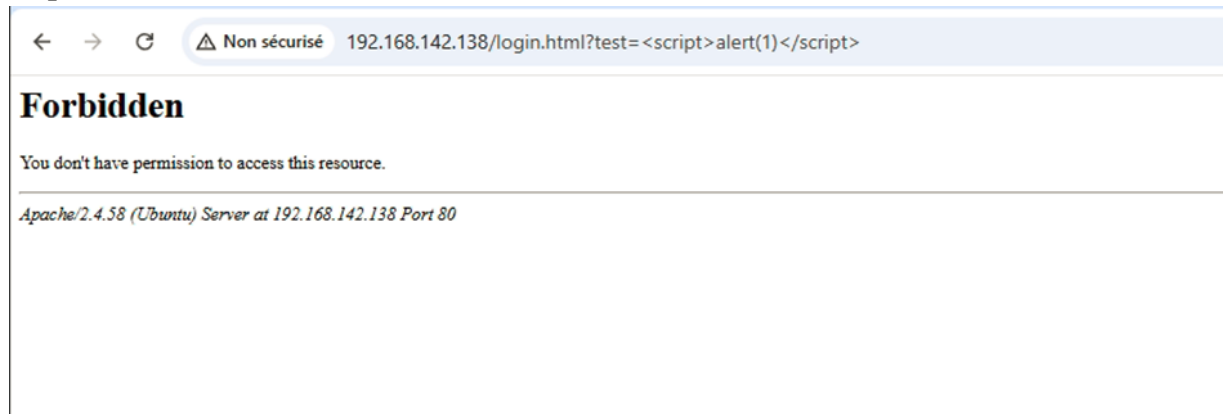 Non sécurisé 192.168.142.138/login.html?test=<script>alert(1)</script>
Forbidden
You don't have permission to access this resource.
Apache/2.4.58 (Ubuntu) Server at 192.168.142.138 Port 80